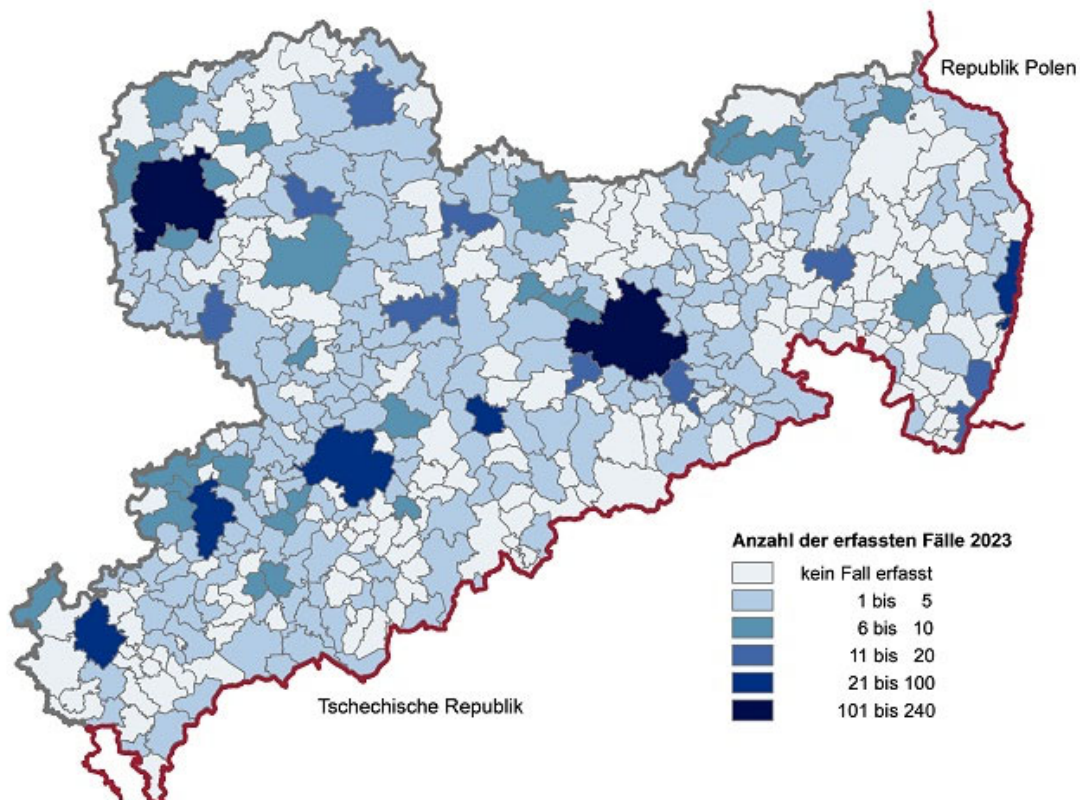 Republik Polen
Tschechische Republik
Anzahl der erfassten Fälle 2023
kein Fall erfasst
1 bis 5
6 bis 10
11 bis 20
21 bis 100
101 bis 240